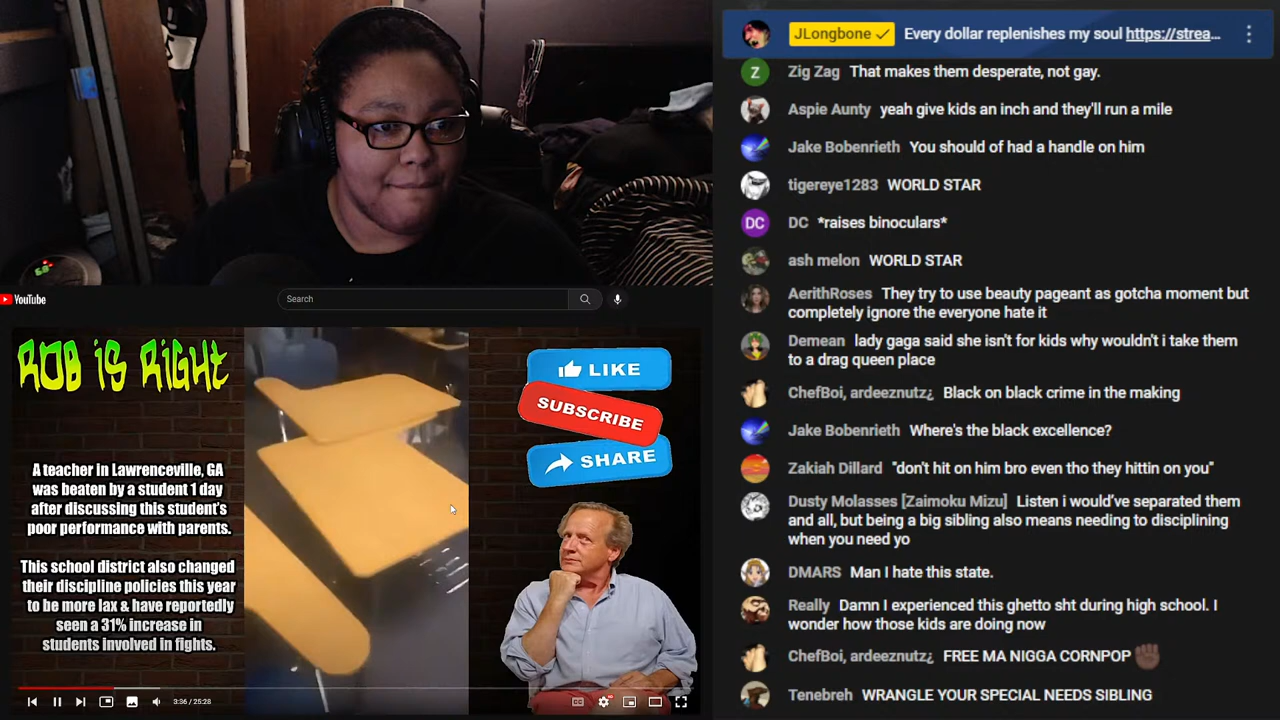 JLongbone ✓ Every dollar replenishes my soul https://strea...
Zig Zag That makes them desperate, not gay.
Aspie Aunty yeah give kids an inch and they'll run a mile
Jake Bobenrieth You should of had a handle on him
tigereye1283 WORLD STAR
DC DC *raises binoculars*
ash melon WORLD STAR
AerithRoses They try to use beauty pageant as gotcha moment but
completely ignore the everyone hate it
Demean lady gaga said she isn't for kids why wouldn't i take them
to a drag queen place
ChefBoi, ardeeznutz¿ Black on black crime in the making
Jake Bobenrieth Where's the black excellence?
Zakiah Dillard "don't hit on him bro even tho they hittin on you"
Dusty Molasses [Zaimoku Mizu] Listen i would've separated them
and all, but being a big sibling also means needing to disciplining
when you need yo
DMARS Man I hate this state.
Really Damn I experienced this ghetto sht during high school. I
wonder how those kids are doing now
ChefBoi, ardeeznutz¿ FREE MA NIGGA CORNPOP
Tenebreh WRANGLE YOUR SPECIAL NEEDS SIBLING
YouTube
Search
ROB iS RiGHT
A teacher in Lawrenceville, GA
was beaten by a student 1 day
after discussing this student's
poor performance with parents.
This school district also changed
their discipline policies this year
to be more lax & have reportedly
seen a 31% increase in
students involved in fights.
LIKE
SUBSCRIBE
SHARE
3:36 / 25:28